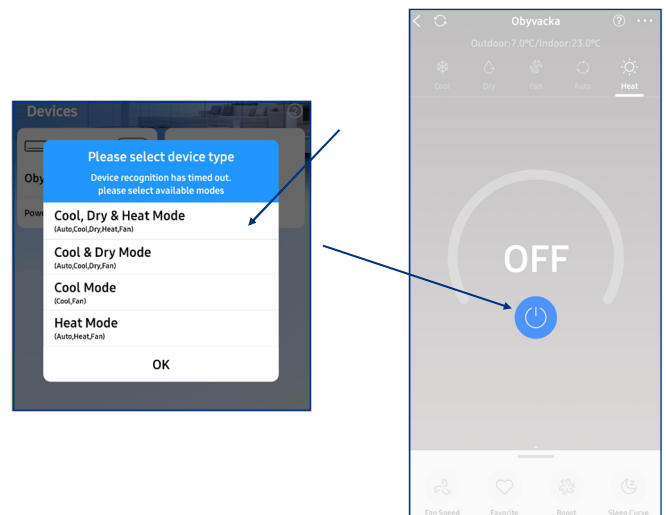 Devices
Oby
Powe
Please select device type
Device recognition has timed out.
please select available modes
Cool, Dry & Heat Mode
(Auto,Cool,Dry,Heat,Fan)
Cool & Dry Mode
(Auto,Cool,Dry,Fan)
Cool Mode
(Cool,Fan)
Heat Mode
(Auto,Heat,Fan)
OK
Obyvacka
Outdoor:7.0℃/Indoor:23.0℃
Cool Dry Fan Auto Heat
OFF
Fan Speed Favorite Boost Sleep Curve